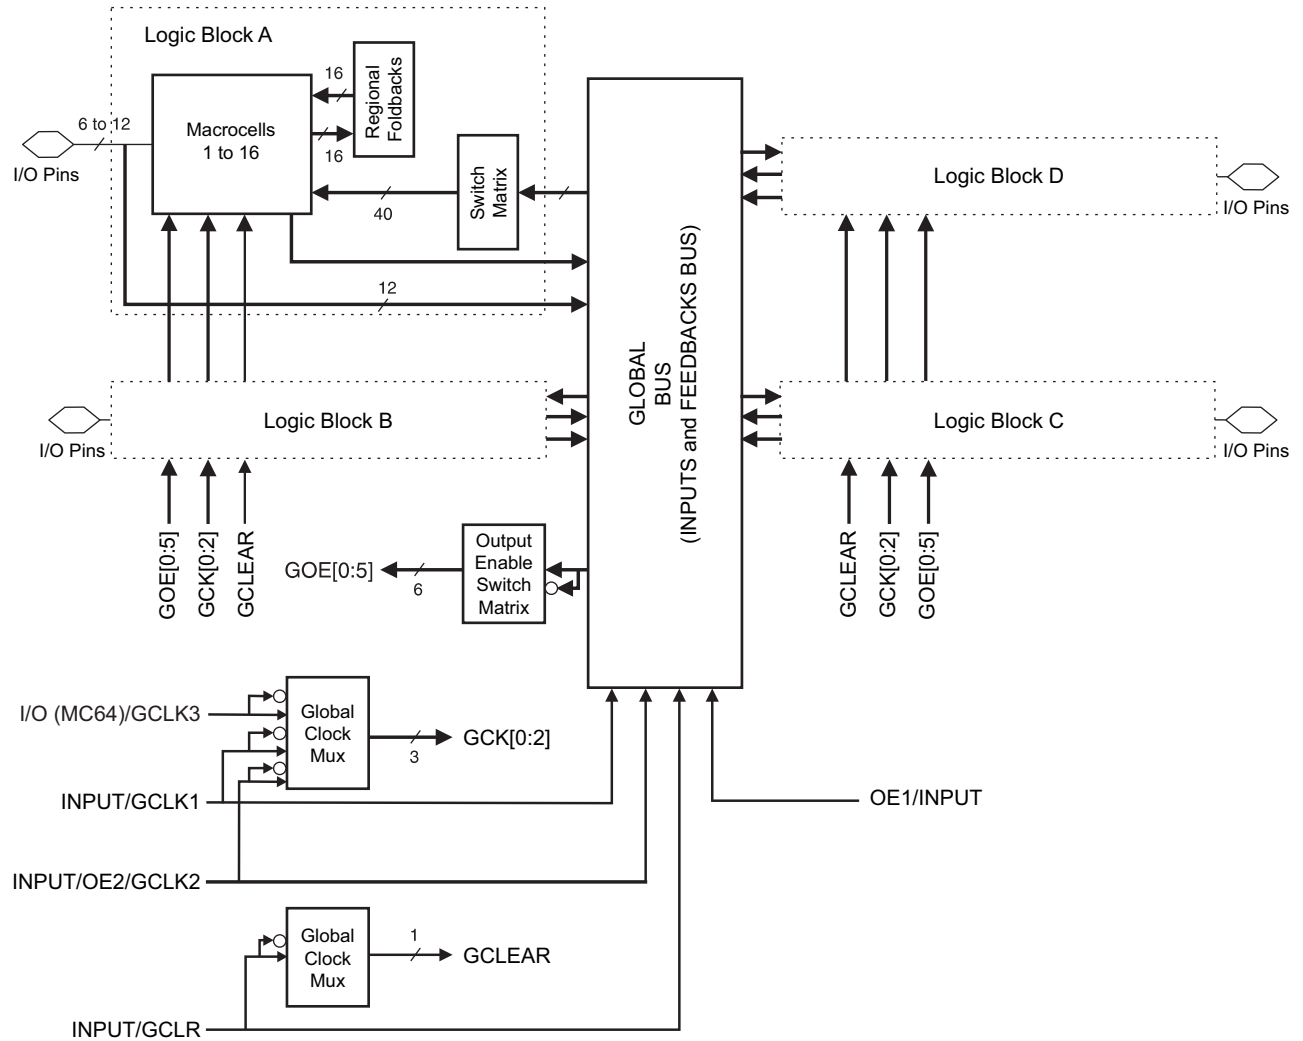 Logic Block A
16
Regional
Foldbacks
6 to 12
Macrocells
1 to 16
16
I/O Pins
Switch
Matrix
40
12
Logic Block D
I/O Pins
GLOBAL
BUS
(INPUTS and FEEDBACKS BUS)
Logic Block B
I/O Pins
Logic Block C
I/O Pins
GOE[0:5]
GCK[0:2]
GCLEAR
GOE[0:5]
6
Output
Enable
Switch
Matrix
GCLEAR
GCK[0:2]
GOE[0:5]
I/O (MC64)/GCLK3
Global
Clock
Mux
3
GCK[0:2]
INPUT/GCLK1
OE1/INPUT
INPUT/OE2/GCLK2
Global
Clock
Mux
1
GCLEAR
INPUT/GCLR